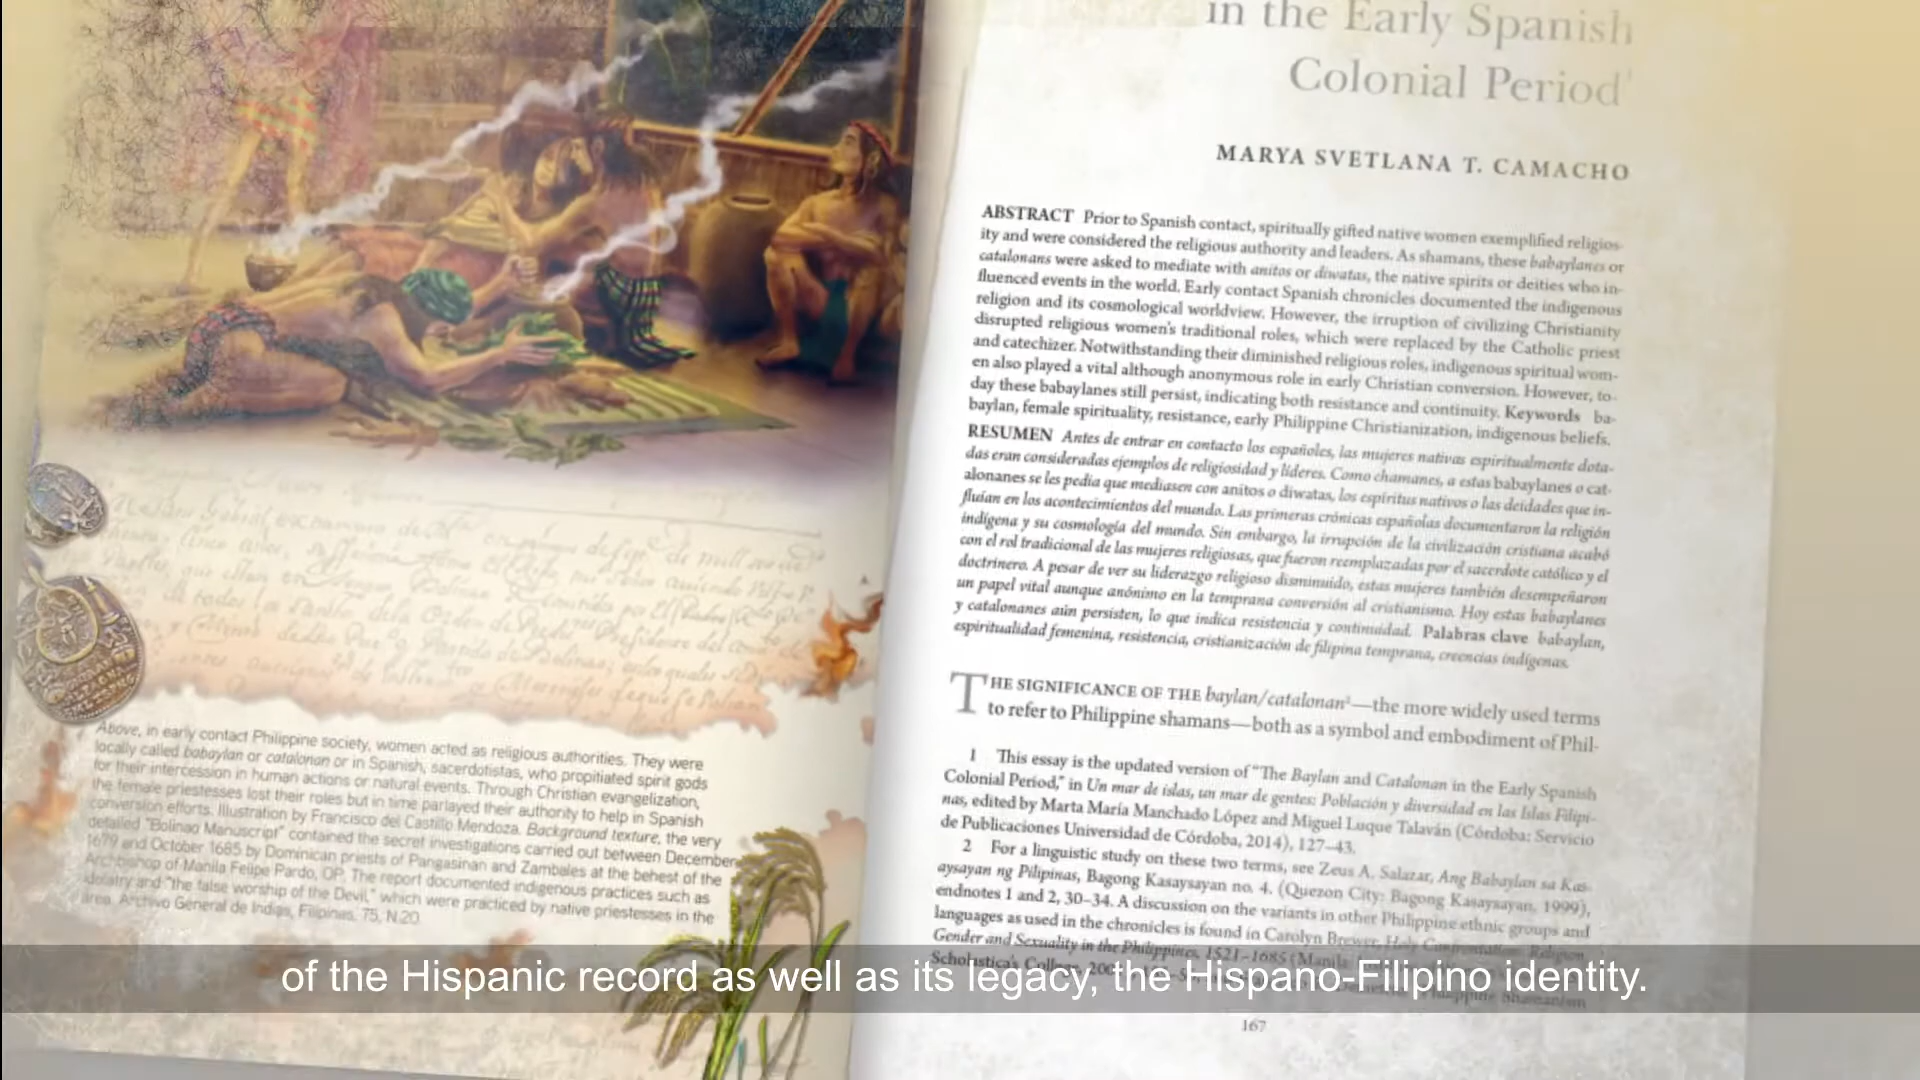 Above, in early contact Philippine society, women acted as religious authorities. They were
locally called babaylan or catalonan or in Spanish, sacerdotistas, who propitiated spirit gods
for their intercession in human actions or natural events. Through Christian evangelization,
the female priestesses lost their roles but in time parlayed their authority to help in Spanish
conversion efforts. Illustration by Francisco del Castillo Mendoza. Background texture, the very
detailed "Bolinao Manuscript" contained the secret investigations carried out between December
1679 and October 1685 by Dominican priests of Pangasinan and Zambales at the behest of the
Archbishop of Manila Felipe Pardo, OP. The report documented indigenous practices such as
idolatry and "the false worship of the Devil," which were practiced by native priestesses in the
area. Archivo General de Indias, Filipinas, 75, N.20.
in the Early Spanish
Colonial Period¹
MARYA SVETLANA T. CAMACHO
ABSTRACT Prior to Spanish contact, spiritually gifted native women exemplified religios-
ity and were considered the religious authority and leaders. As shamans, these babaylanes or
catalonans were asked to mediate with anitos or diwatas, the native spirits or deities who in-
fluenced events in the world. Early contact Spanish chronicles documented the indigenous
religion and its cosmological worldview. However, the irruption of civilizing Christianity
disrupted religious women's traditional roles, which were replaced by the Catholic priest
and catechizer. Notwithstanding their diminished religious roles, indigenous spiritual wom-
en also played a vital although anonymous role in early Christian conversion. However, to-
day these babaylanes still persist, indicating both resistance and continuity. Keywords ba-
baylan, female spirituality, resistance, early Philippine Christianization, indigenous beliefs.
RESUMEN Antes de entrar en contacto los españoles, las mujeres nativas espiritualmente dota-
das eran consideradas ejemplos de religiosidad y líderes. Como chamanes, a estas babaylanes o cat-
alonanes se les pedia que mediasen con anitos o diwatas, los espíritus nativos o las deidades que in-
fluían en los acontecimientos del mundo. Las primeras crónicas españolas documentaron la religión
indígena y su cosmología del mundo. Sin embargo, la irrupción de la civilización cristiana acabó
con el rol tradicional de las mujeres religiosas, que fueron reemplazadas por el sacerdote católico y el
doctrinero. A pesar de ver su liderazgo religioso disminuido, estas mujeres también desempeñaron
un papel vital aunque anónimo en la temprana conversión al cristianismo. Hoy estas babaylanes
y catalonanes aún persisten, lo que indica resistencia y continuidad. Palabras clave babaylan,
espiritualidad femenina, resistencia, cristianización de filipina temprana, creencias indígenas.
THE SIGNIFICANCE OF THE baylan/catalonan²—the more widely used terms
to refer to Philippine shamans—both as a symbol and embodiment of Phil-
1 This essay is the updated version of "The Baylan and Catalonan in the Early Spanish
Colonial Period," in Un mar de islas, un mar de gentes: Población y diversidad en las Islas Filipi-
nas, edited by Marta María Manchado López and Miguel Luque Talaván (Córdoba: Servicio
de Publicaciones Universidad de Córdoba, 2014), 127–43.
2 For a linguistic study on these two terms, see Zeus A. Salazar, Ang Babaylan sa Kas-
aysayan ng Pilipinas, Bagong Kasaysayan no. 4. (Quezon City: Bagong Kasaysayan, 1999),
endnotes 1 and 2, 30–34. A discussion on the variants in other Philippine ethnic groups and
languages as used in the chronicles is found in Carolyn Brewer, Holy Confrontation: Religion
Gender and Sexuality in the Philippines, 1521–1685 (Manila:
Scholastica's College,
of the Hispanic record as well as its legacy, the Hispano-Filipino identity.
167